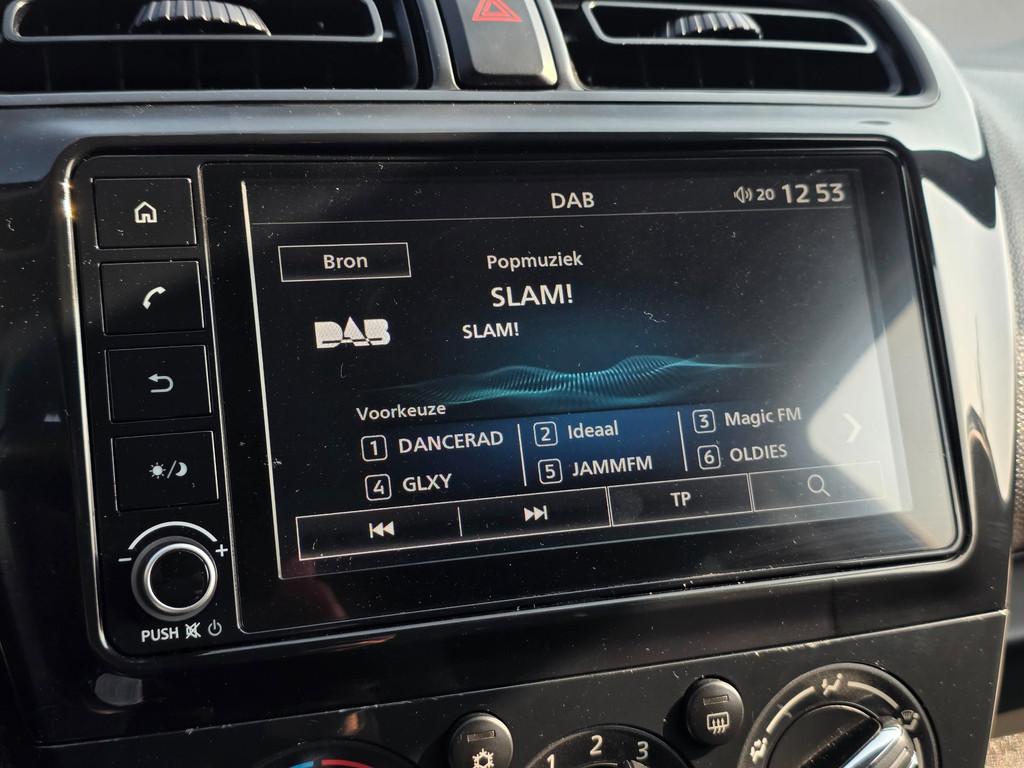 DAB
20 12 53
Bron
Popmuziek
SLAM!
DAB
SLAM!
Voorkeuze
1 DANCERAD
2 Ideaal
3 Magic FM
4 GLXY
5 JAMMFM
6 OLDIES
TP
- +
PUSH
1 2 3